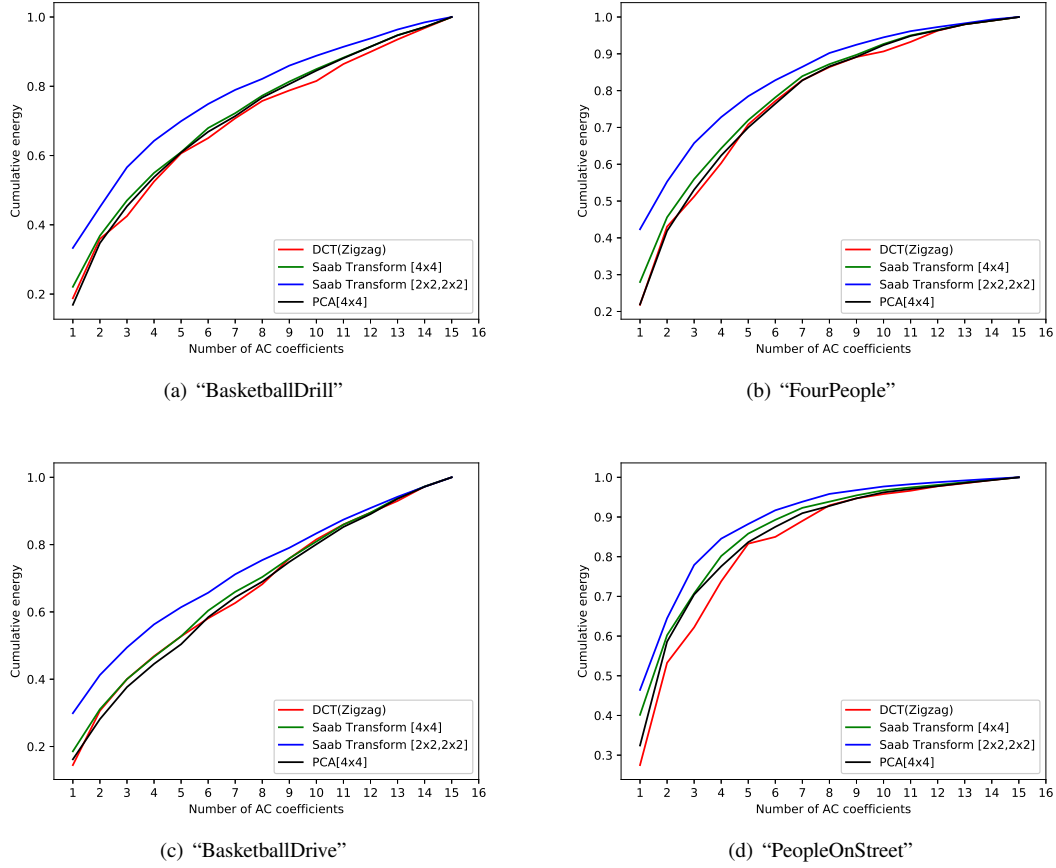 1.0
0.8
0.6
0.4
0.2
Cumulative energy
DCT(Zigzag)
Saab Transform [4x4]
Saab Transform [2x2,2x2]
PCA[4x4]
1 2 3 4 5 6 7 8 9 10 11 12 13 14 15 16
Number of AC coefficients
(a) “BasketballDrill”
1.0
0.9
0.8
0.7
0.6
0.5
0.4
0.3
0.2
Cumulative energy
DCT(Zigzag)
Saab Transform [4x4]
Saab Transform [2x2,2x2]
PCA[4x4]
1 2 3 4 5 6 7 8 9 10 11 12 13 14 15 16
Number of AC coefficients
(b) “FourPeople”
1.0
0.8
0.6
0.4
0.2
Cumulative energy
DCT(Zigzag)
Saab Transform [4x4]
Saab Transform [2x2,2x2]
PCA[4x4]
1 2 3 4 5 6 7 8 9 10 11 12 13 14 15 16
Number of AC coefficients
(c) “BasketballDrive”
1.0
0.9
0.8
0.7
0.6
0.5
0.4
0.3
Cumulative energy
DCT(Zigzag)
Saab Transform [4x4]
Saab Transform [2x2,2x2]
PCA[4x4]
1 2 3 4 5 6 7 8 9 10 11 12 13 14 15 16
Number of AC coefficients
(d) “PeopleOnStreet”